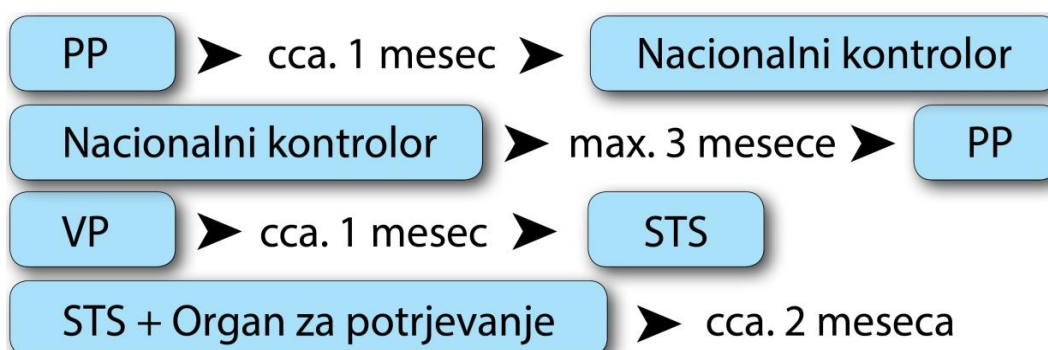 PP ➤ cca. 1 mesec ➤ Nacionalni kontrolor
Nacionalni kontrolor ➤ max. 3 mesece ➤ PP
VP ➤ cca. 1 mesec ➤ STS
STS + Organ za potrjevanje ➤ cca. 2 meseca